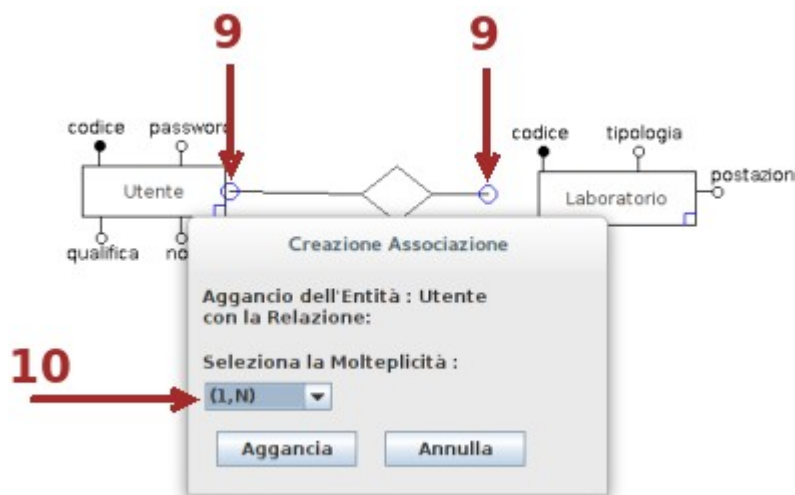 9 9
codice password
codice tipologia
Utente
Laboratorio
postazion
qualifica
no
Creazione Associazione
Aggancio dell'Entità : Utente
con la Relazione:
Seleziona la Molteplicità :
10
(1,N)
Aggancia Annulla